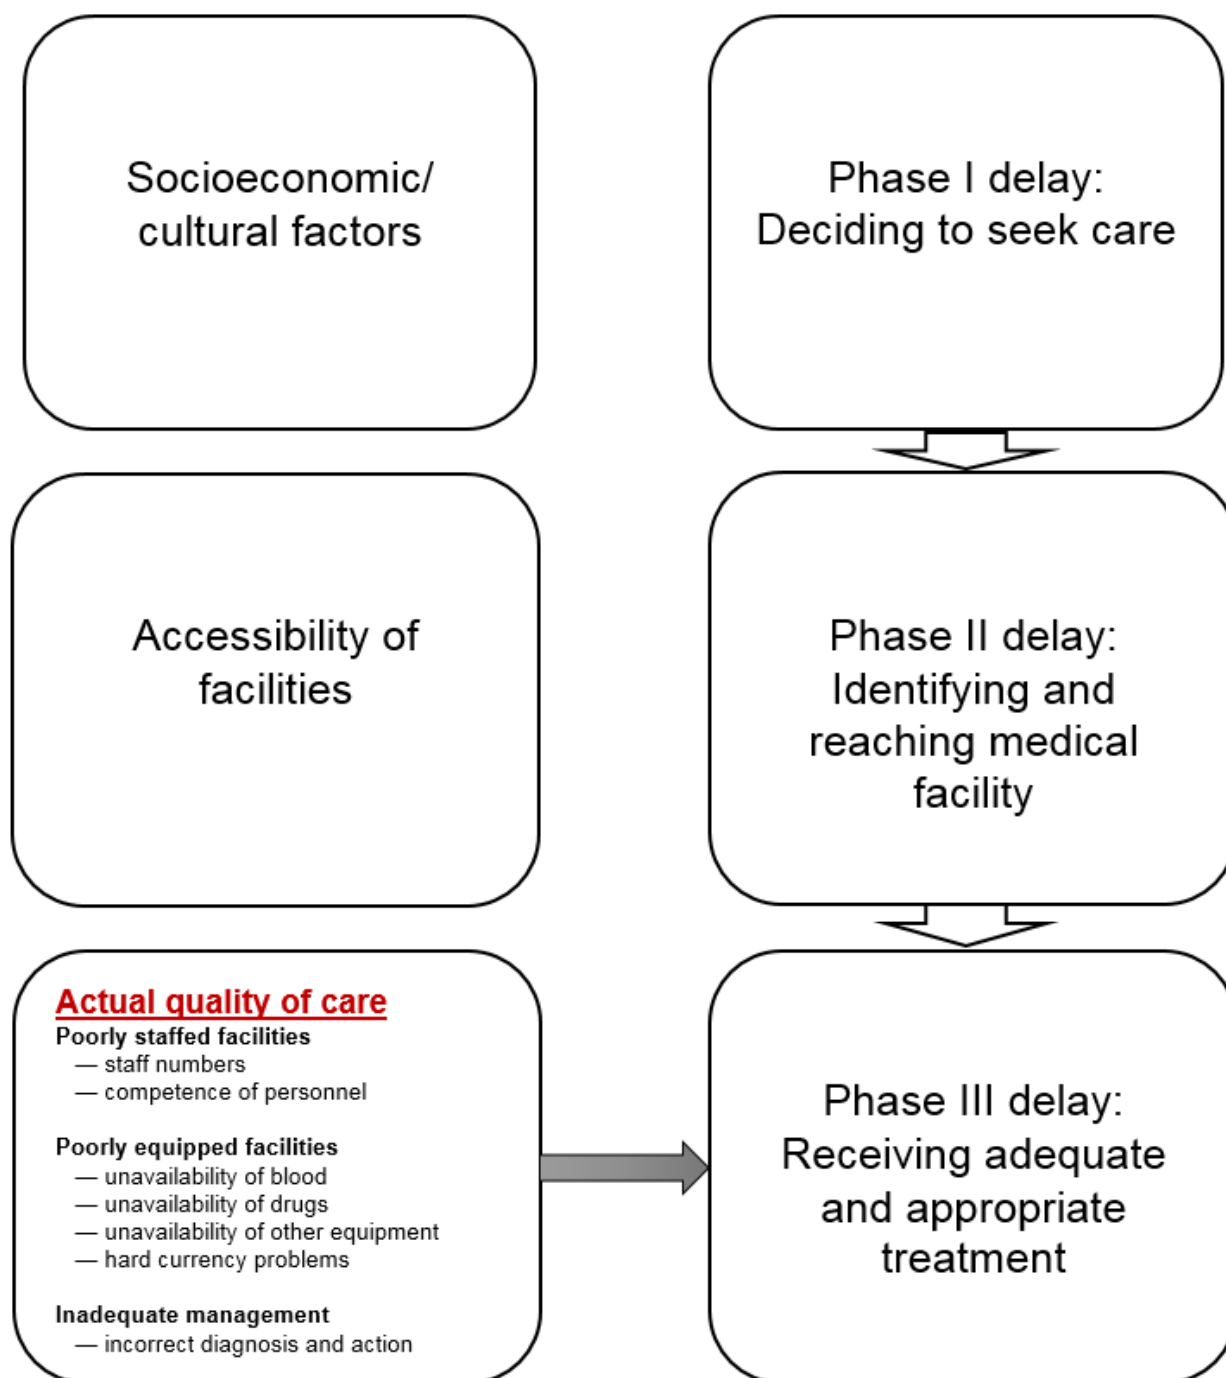 Socioeconomic/
cultural factors
Phase I delay:
Deciding to seek care
Accessibility of
facilities
Phase II delay:
Identifying and
reaching medical
facility
Actual quality of care
Poorly staffed facilities
— staff numbers
— competence of personnel
Poorly equipped facilities
— unavailability of blood
— unavailability of drugs
— unavailability of other equipment
— hard currency problems
Inadequate management
— incorrect diagnosis and action
Phase III delay:
Receiving adequate
and appropriate
treatment